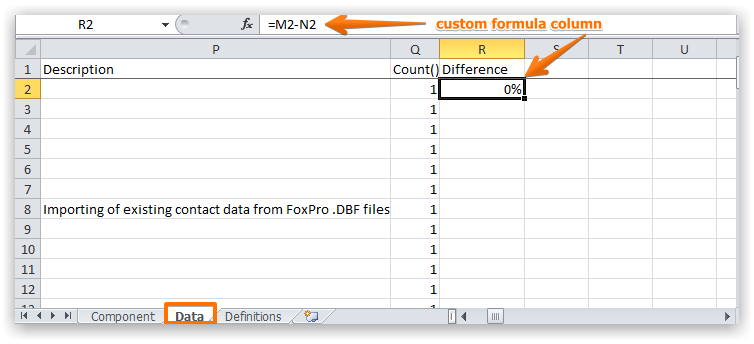 R2 fx =M2-N2 custom formula column
P Q R S T U
1 Description Count() Difference
2 1 0%
3 1
4 1
5 1
6 1
7 1
8 Importing of existing contact data from FoxPro .DBF files 1
9 1
10 1
11 1
12 1
Component Data Definitions